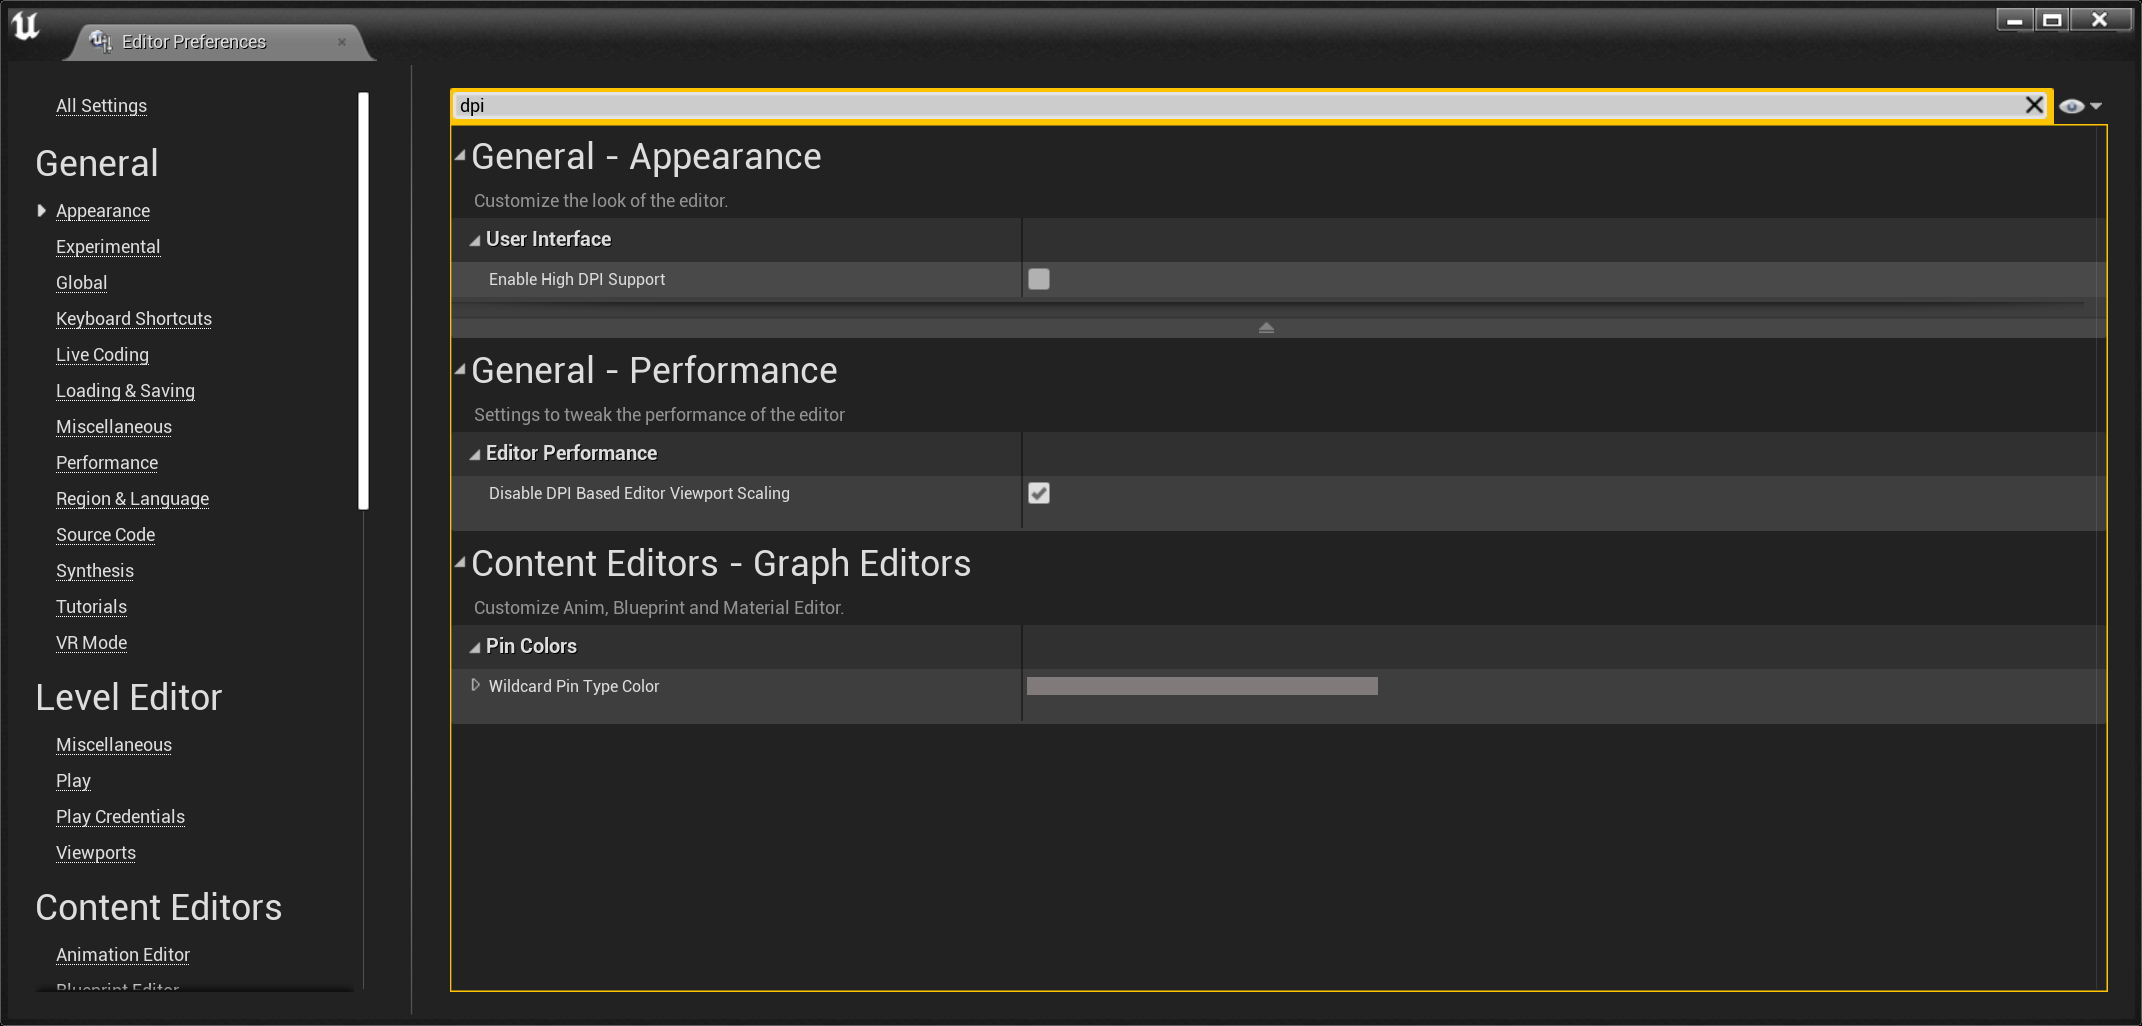 Editor Preferences
All Settings
General
Appearance
Experimental
Global
Keyboard Shortcuts
Live Coding
Loading & Saving
Miscellaneous
Performance
Region & Language
Source Code
Synthesis
Tutorials
VR Mode
Level Editor
Miscellaneous
Play
Play Credentials
Viewports
Content Editors
Animation Editor
Blueprint Editor
dpi
General - Appearance
Customize the look of the editor.
User Interface
Enable High DPI Support
General - Performance
Settings to tweak the performance of the editor
Editor Performance
Disable DPI Based Editor Viewport Scaling
Content Editors - Graph Editors
Customize Anim, Blueprint and Material Editor.
Pin Colors
Wildcard Pin Type Color